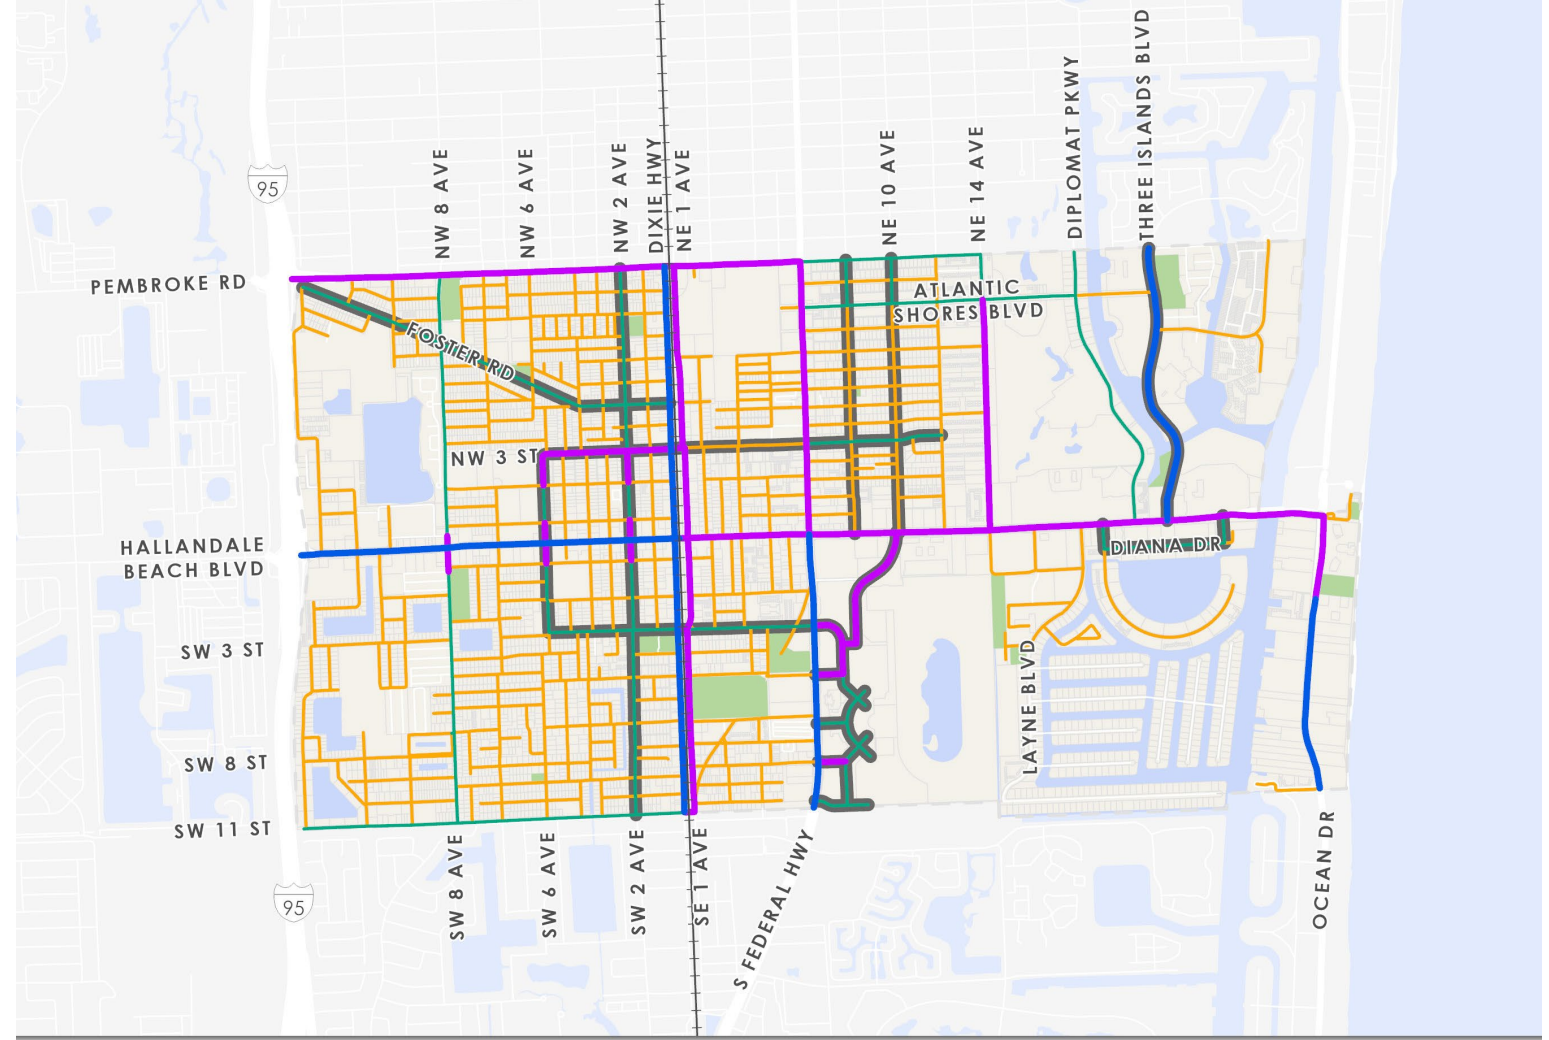 THREE ISLANDS BLVD
DIPLOMAT PKWY
NE 14 AVE
NE 10 AVE
NE 1 AVE
DIXIE HWY
NW 2 AVE
NW 6 AVE
NW 8 AVE
95
PEMBROKE RD
ATLANTIC
SHORES BLVD
FOSTER RD
NW 3 ST
HALLANDALE
BEACH BLVD
DIANA DR
SW 3 ST
LAYNE BLVD
SW 8 ST
SW 11 ST
SW 8 AVE
SW 6 AVE
SW 2 AVE
SE 1 AVE
S FEDERAL HWY
OCEAN DR
95